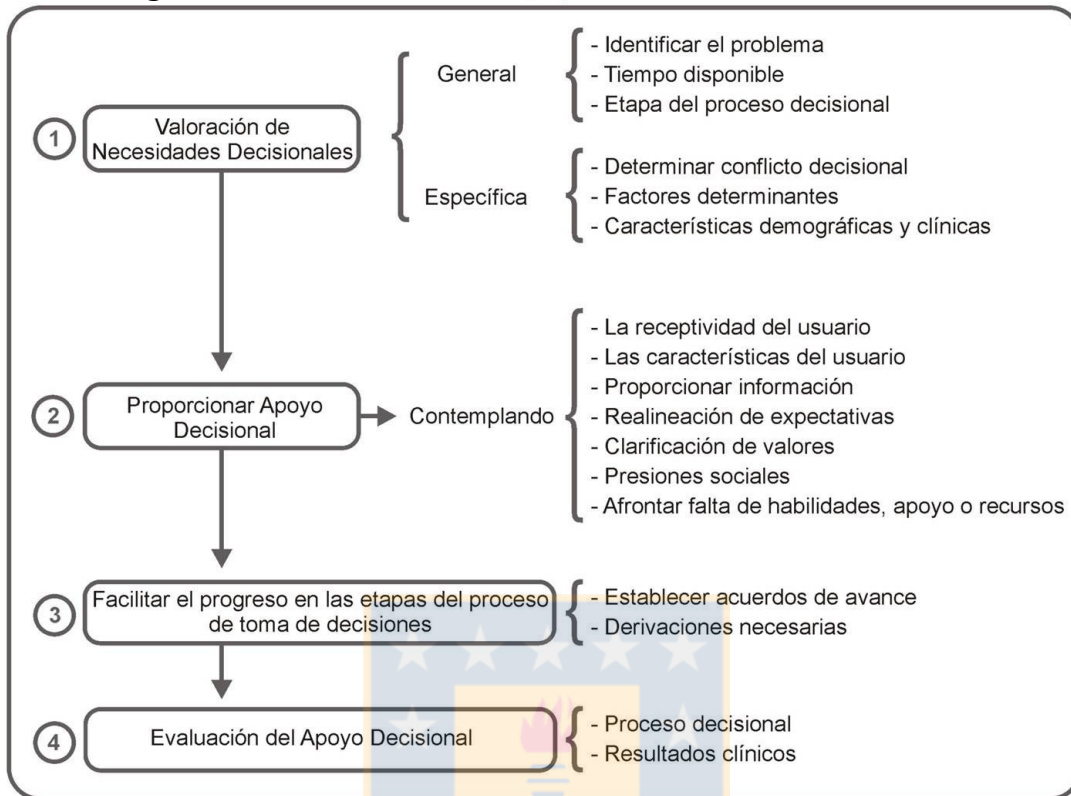 General
- Identificar el problema
- Tiempo disponible
- Etapa del proceso decisional
1
Valoración de
Necesidades Decisionales
Específica
- Determinar conflicto decisional
- Factores determinantes
- Características demográficas y clínicas
2
Proporcionar Apoyo
Decisional
Contemplando
- La receptividad del usuario
- Las características del usuario
- Proporcionar información
- Realineación de expectativas
- Clarificación de valores
- Presiones sociales
- Afrontar falta de habilidades, apoyo o recursos
3
Facilitar el progreso en las etapas del proceso
de toma de decisiones
- Establecer acuerdos de avance
- Derivaciones necesarias
4
Evaluación del Apoyo Decisional
- Proceso decisional
- Resultados clínicos